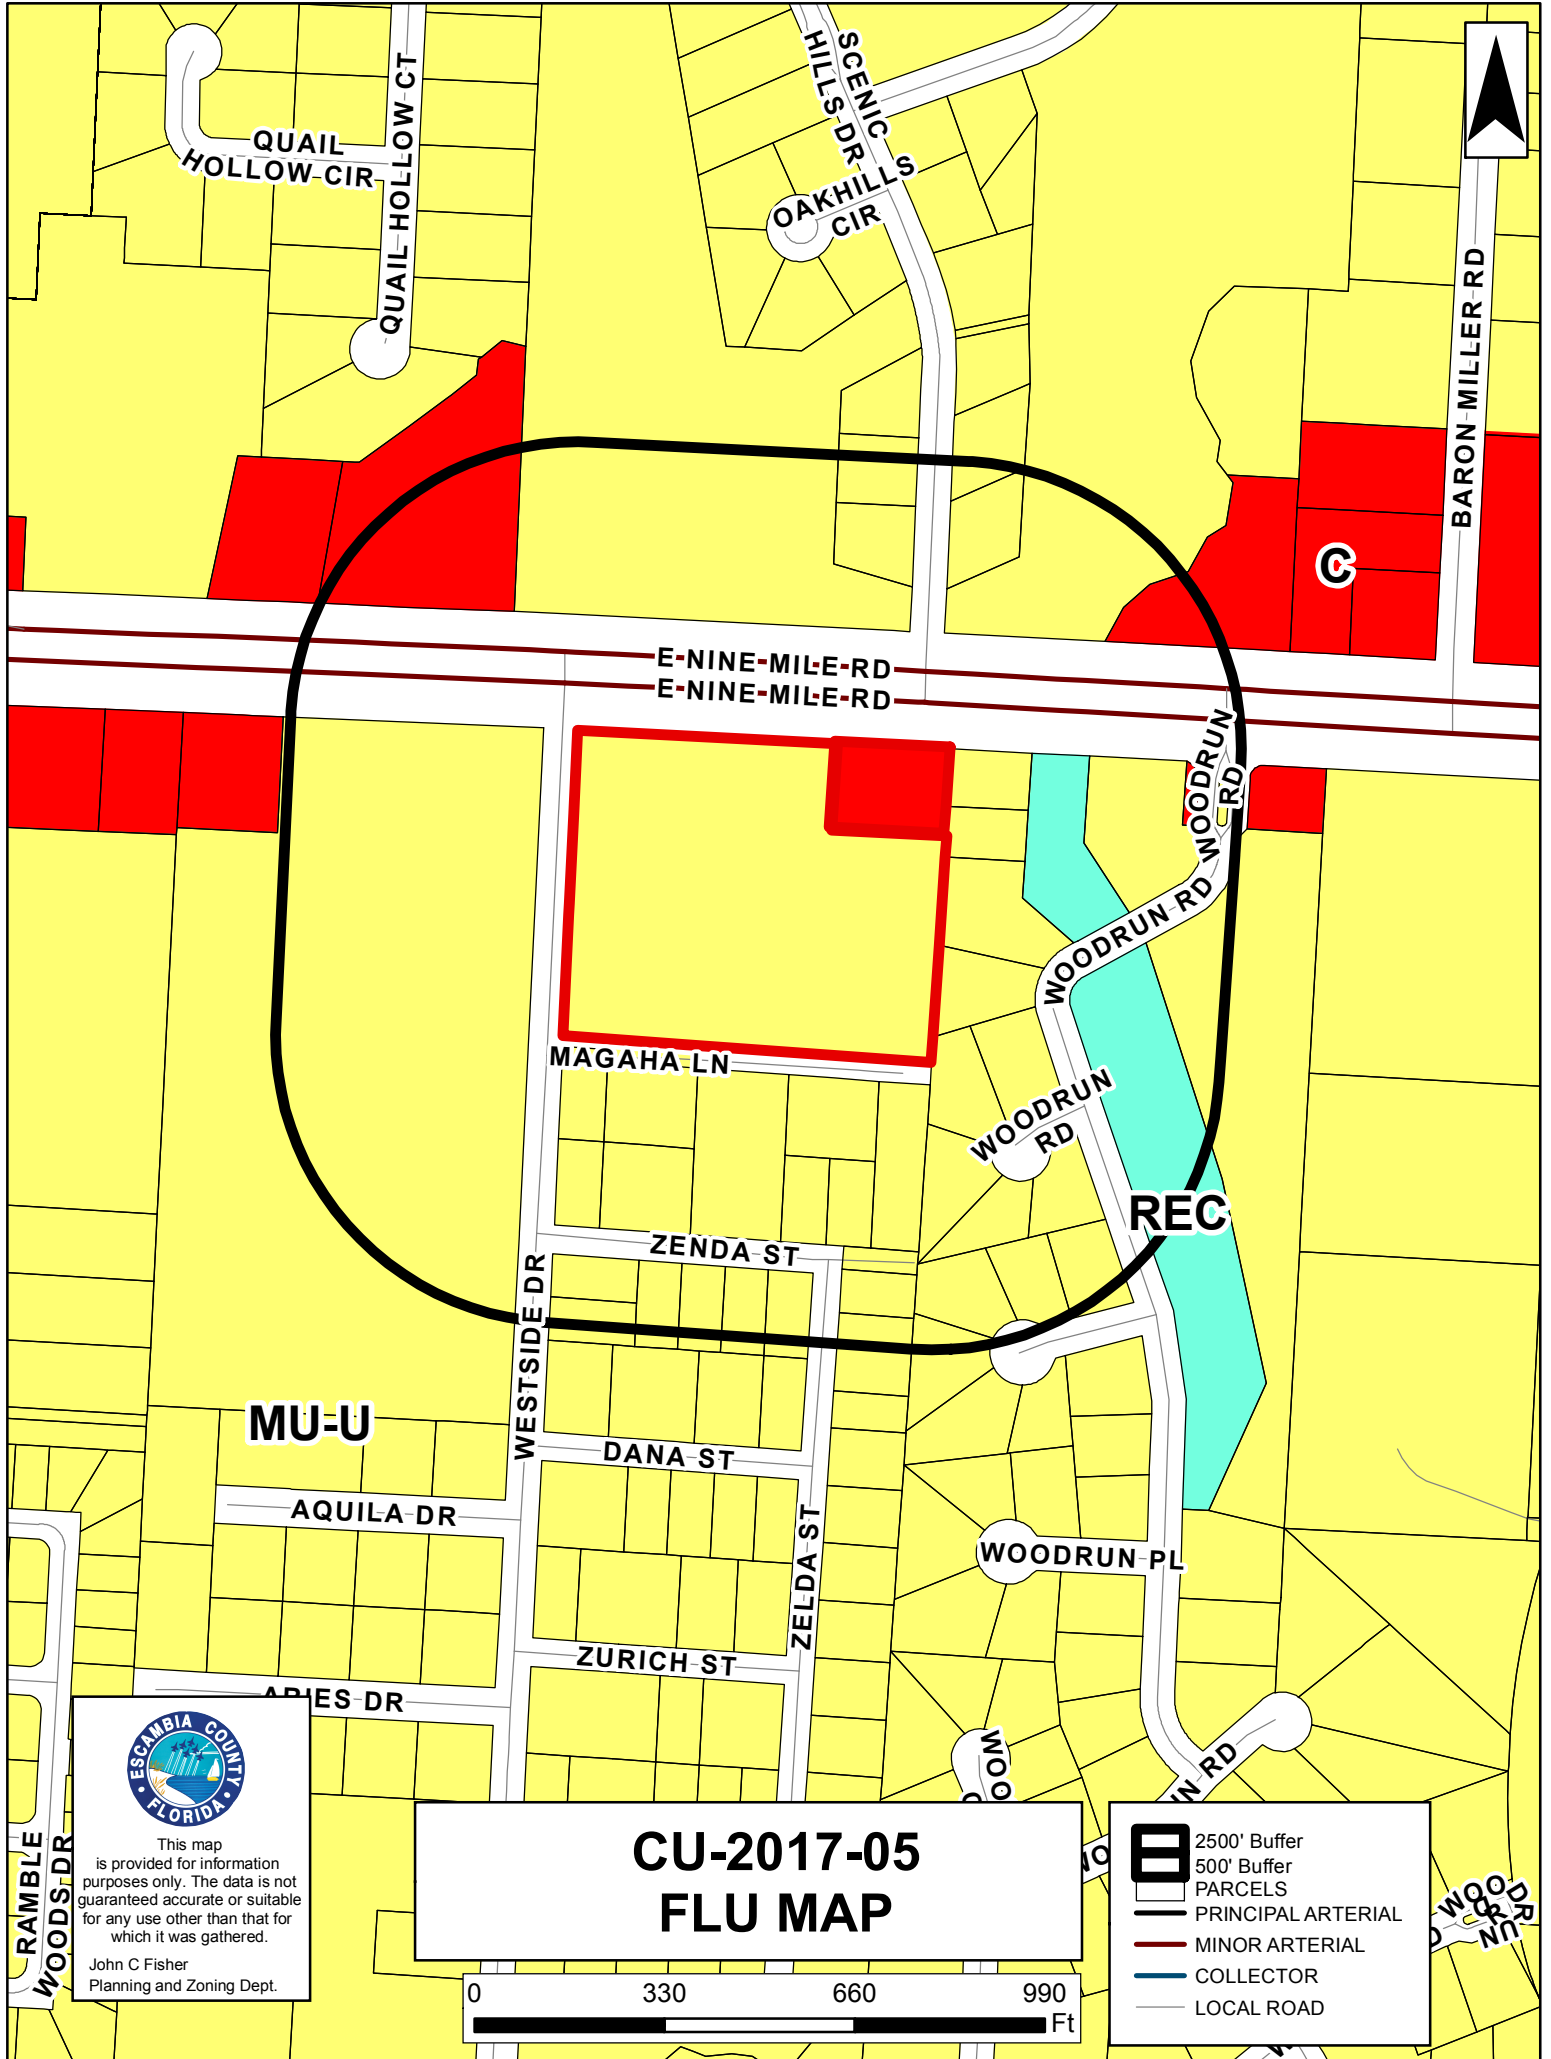 QUAIL
HOLLOW CIR
QUAIL HOLLOW CT
SCENIC
HILLS DR
OAKHILLS
CIR
BARON MILLER RD
C
E NINE MILE RD
E NINE MILE RD
WOODRUN
RD
WOODRUN RD
MAGAHA LN
WOODRUN
RD
REC
ZENDA ST
WESTSIDE DR
MU-U
DANA ST
AQUILA DR
ZELDA ST
WOODRUN PL
ZURICH ST
ARIES DR
RAMBLE
WOODS DR
ESCAMBIA COUNTY
FLORIDA
This map
is provided for information
purposes only. The data is not
guaranteed accurate or suitable
for any use other than that for
which it was gathered.
John C Fisher
Planning and Zoning Dept.
CU-2017-05
FLU MAP
0 330 660 990
Ft
2500' Buffer
500' Buffer
PARCELS
PRINCIPAL ARTERIAL
MINOR ARTERIAL
COLLECTOR
LOCAL ROAD